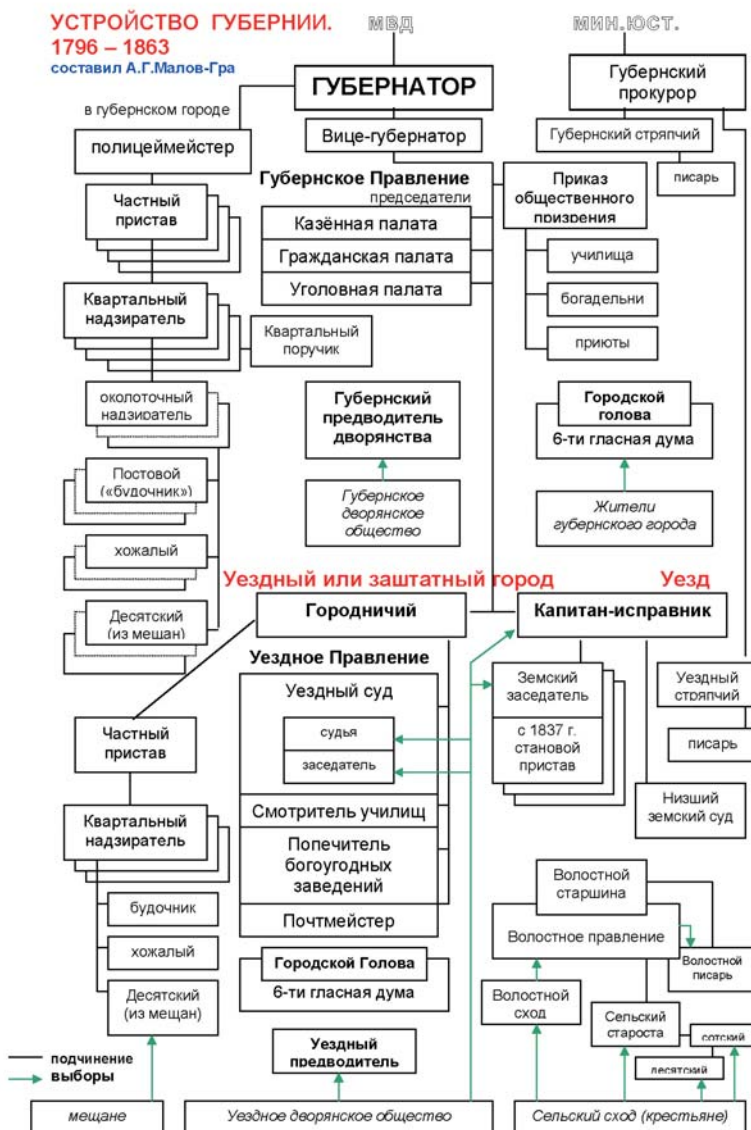 УСТРОЙСТВО ГУБЕРНИИ.
1796 – 1863
составил А.Г.Малов-Гра
МВД
МИН.ЮСТ.
ГУБЕРНАТОР
Губернский
прокурор
в губернском городе
полицеймейстер
Вице-губернатор
Губернский стряпчий
писарь
Губернское Правление
председатели
Казённая палата
Гражданская палата
Уголовная палата
Приказ
общественного
призрения
училища
богадельни
приюты
Частный
пристав
Квартальный
надзиратель
Квартальный
поручик
околоточный
надзиратель
Постовой
(«будочник»)
хожалый
Десятский
(из мещан)
Губернский
предводитель
дворянства
Губернское
дворянское
общество
Городской
голова
6-ти гласная дума
Жители
губернского города
Уездный или заштатный город
Уезд
Городничий
Капитан-исправник
Уездное Правление
Уездный суд
судья
заседатель
Смотритель училищ
Попечитель
богоугодных
заведений
Почтмейстер
Земский
заседатель
с 1837 г.
становой
пристав
Уездный
стряпчий
писарь
Низший
земский суд
Частный
пристав
Квартальный
надзиратель
будочник
хожалый
Десятский
(из мещан)
Городской Голова
6-ти гласная дума
Уездный
предводитель
Волостной
старшина
Волостное правление
Волостной
писарь
Волостной
сход
Сельский
староста
сотский
десятский
подчинение
выборы
мещане
Уездное дворянское общество
Сельский сход (крестьяне)